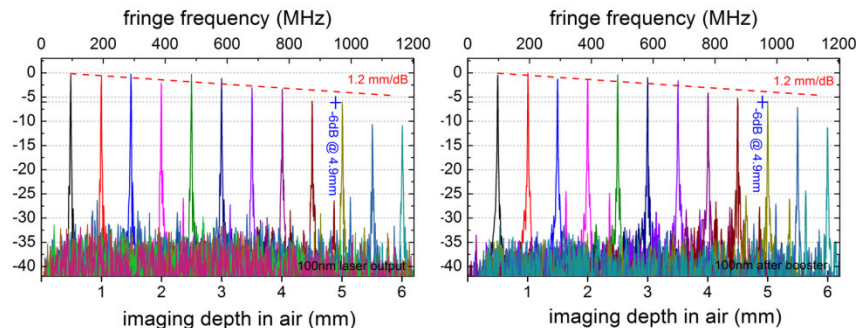 fringe frequency (MHz)
0 200 400 600 800 1000 1200
0
-5
-10
-15
-20
-25
-30
-35
-40
1.2 mm/dB
-6dB @ 4.9mm
100nm laser output
1 2 3 4 5 6
imaging depth in air (mm)
fringe frequency (MHz)
0 200 400 600 800 1000 1200
0
-5
-10
-15
-20
-25
-30
-35
-40
1.2 mm/dB
-6dB @ 4.9mm
100nm after booster
1 2 3 4 5 6
imaging depth in air (mm)